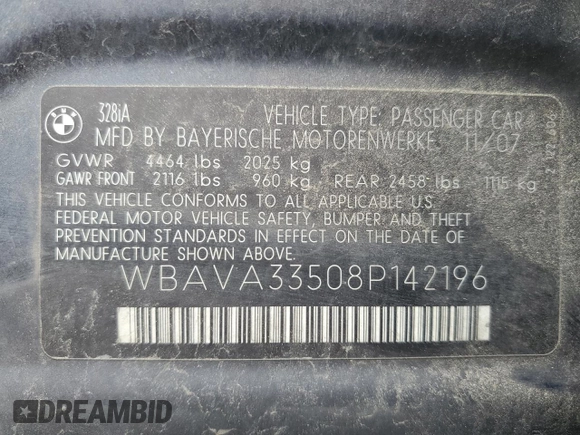 BMW
328iA
VEHICLE TYPE: PASSENGER CAR
MFD BY BAYERISCHE MOTORENWERKE 11/07
GVWR 4464 lbs 2025 kg
GAWR FRONT 2116 lbs 960 kg REAR 2458 lbs 1115 kg
THIS VEHICLE CONFORMS TO ALL APPLICABLE U.S.
FEDERAL MOTOR VEHICLE SAFETY, BUMPER AND THEFT
PREVENTION STANDARDS IN EFFECT ON THE DATE OF
MANUFACTURE SHOWN ABOVE.
WBAVA33508P142196
DREAMBID